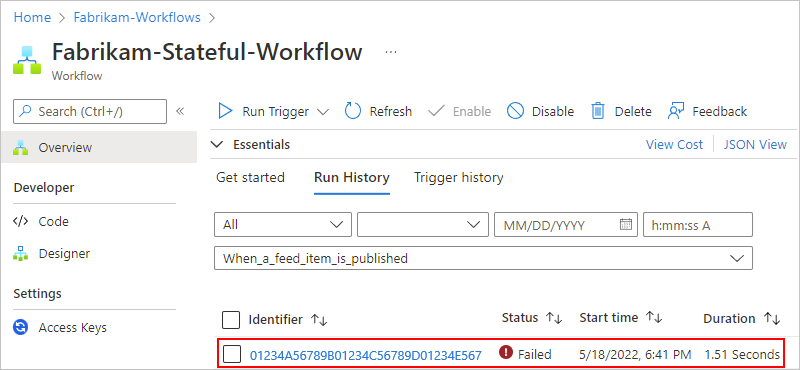 Home > Fabrikam-Workflows >
Fabrikam-Stateful-Workflow ...
Workflow
Search (Ctrl+/) «
Run Trigger Refresh Enable Disable Delete Feedback
Overview
Essentials View Cost JSON View
Get started Run History Trigger history
Developer
Code
Designer
Settings
Access Keys
All MM/DD/YYYY h:mm:ss A
When_a_feed_item_is_published
Identifier ↑↓ Status ↑↓ Start time ↑↓ Duration ↑↓
01234A56789B01234C56789D01234E567 Failed 5/18/2022, 6:41 PM 1.51 Seconds